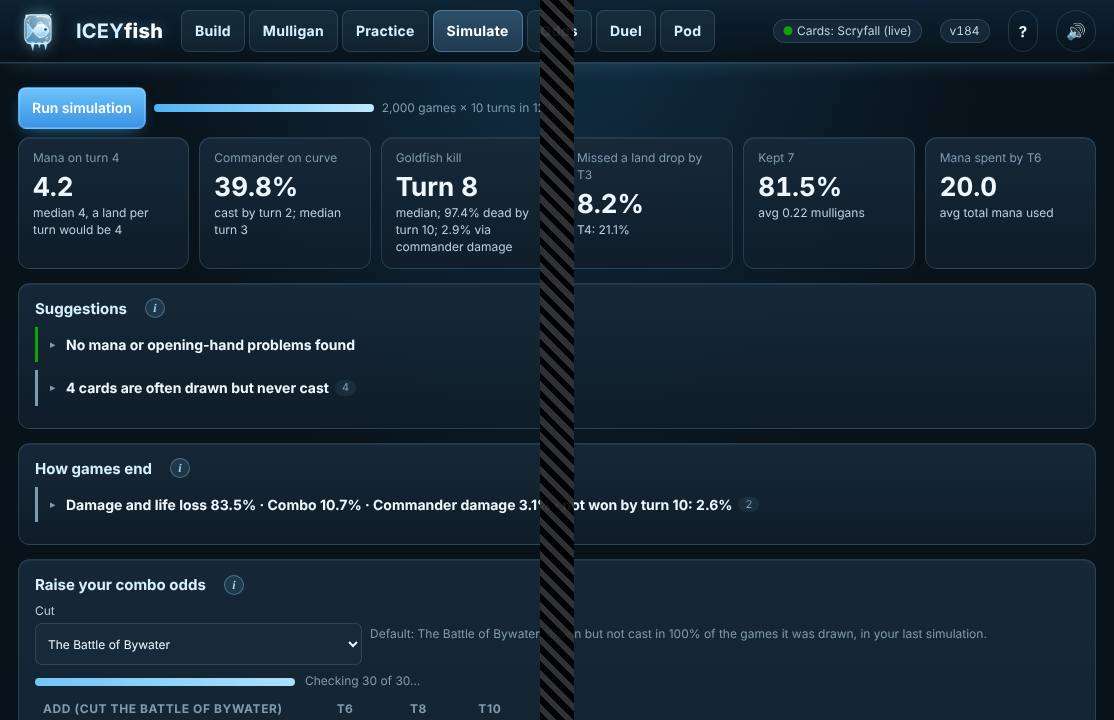 ICEYfish Build Mulligan Practice Simulate Duel Pod Cards: Scryfall (live) v184 ?
Run simulation 2,000 games × 10 turns in
Mana on turn 4
4.2
median 4, a land per
turn would be 4
Commander on curve
39.8%
cast by turn 2; median
turn 3
Goldfish kill
Turn 8
median; 97.4% dead by
turn 10; 2.9% via
commander damage
Missed a land drop by
T3
8.2%
T4: 21.1%
Kept 7
81.5%
avg 0.22 mulligans
Mana spent by T6
20.0
avg total mana used
Suggestions i
▸ No mana or opening-hand problems found
▸ 4 cards are often drawn but never cast 4
How games end i
▸ Damage and life loss 83.5% · Combo 10.7% · Commander damage won by turn 10: 2.6% 2
Raise your combo odds i
Cut
The Battle of Bywater
Default: The Battle of Bywater but not cast in 100% of the games it was drawn, in your last simulation.
Checking 30 of 30...
ADD (CUT THE BATTLE OF BYWATER) T6 T8 T10